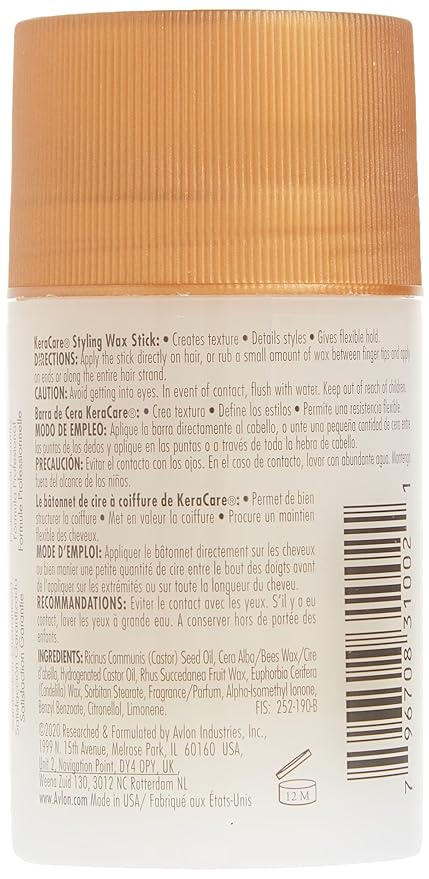 KeraCare® Styling Wax Stick: • Creates texture • Details styles • Gives flexible hold.
DIRECTIONS: Apply the stick directly on hair, or rub a small amount of wax between finger tips and apply
on ends or along the entire hair strand.
CAUTION: Avoid getting into eyes. In event of contact, flush with water. Keep out of reach of children.
Barra de Cera KeraCare®: • Crea textura • Define los estilos • Permite una resistencia flexible.
MODO DE EMPLEO: Aplique la barra directamente al cabello, o unte una pequeña cantidad de cera entre
las puntas de los dedos y aplique en las puntas o a través de toda la hebra de cabello.
PRECAUCIÓN: Evitar el contacto con los ojos. En caso de contacto, lavar con abundante agua. Mantenga
fuera del alcance de los niños.
Le bâtonnet de cire à coiffure de KeraCare®: • Permet de bien
structurer la coiffure • Met en valeur la coiffure • Procure un maintien
flexible des cheveux.
MODE D'EMPLOI: Appliquer le bâtonnet directement sur les cheveux
ou bien manier une petite quantité de cire entre le bout des doigts avant
de l'appliquer sur les extrémités ou sur toute la longueur du cheveu.
RECOMMANDATIONS: Eviter le contact avec les yeux. S'il y a eu
contact, laver les yeux à grande eau. A conserver hors de portée des
enfants.
INGREDIENTS: Ricinus Communis (Castor) Seed Oil, Cera Alba/Bees Wax/Cire
d'abeille, Hydrogenated Castor Oil, Rhus Succedanea Fruit Wax, Euphorbia Cerifera
(Candelilla) Wax, Sorbitan Stearate, Fragrance/Parfum, Alpha-Isomethyl Ionone,
Benzyl Benzoate, Citronellol, Limonene. FIS: 252-190-B
©2020 Researched & Formulated by Avlon Industries, Inc.,
1999 N. 15th Avenue, Melrose Park, IL 60160 USA,
Unit 2, Navigation Point, DY4 0PY, UK ,
Weena Zuid 130, 3012 NC Rotterdam NL
www.Avlon.com Made in USA/ Fabriqué aux États-Unis
12 M
7 96708 31002 1
Formule Professionnelle
Satisfaction Garantie